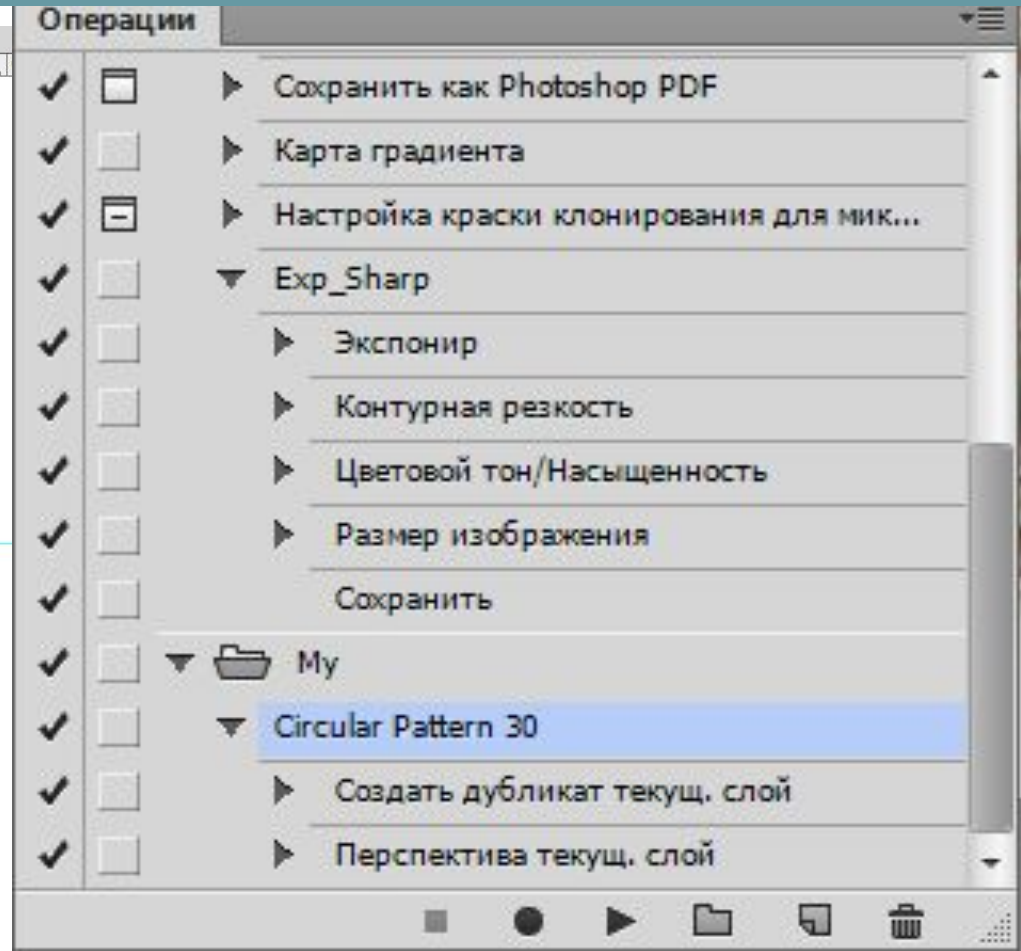 Операции
Сохранить как Photoshop PDF
Карта градиента
Настройка краски клонирования для мик...
Exp_Sharp
Экспонир
Контурная резкость
Цветовой тон/Насыщенность
Размер изображения
Сохранить
My
Circular Pattern 30
Создать дубликат текущ. слой
Перспектива текущ. слой